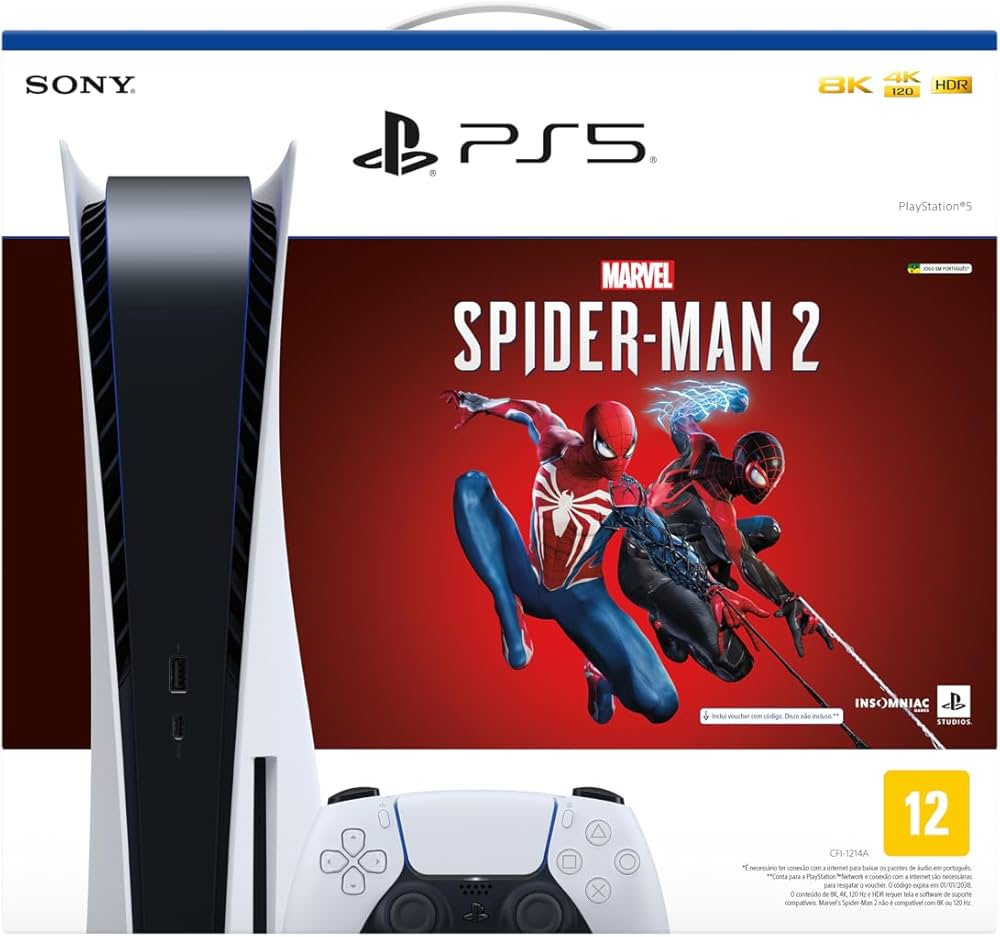 SONY®
8K 4K 120 HDR
PS5®
PlayStation®5
JOGO EM PORTUGUÊS*
MARVEL
SPIDER-MAN 2
Inclui voucher com código. Disco não incluso.**
INSOMNIAC
GAMES
STUDIOS
12
CFI-1214A
*É necessário ter conexão com a internet para baixar os pacotes de áudio em português.
**Conta para a PlayStation™Network e conexão com a internet são necessárias
para resgatar o voucher. O código expira em 01/01/2038.
O conteúdo de 8K, 4K, 120 Hz e HDR requer tela e software de suporte
compatíveis. Marvel's Spider-Man 2 não é compatível com 8K ou 120 Hz.